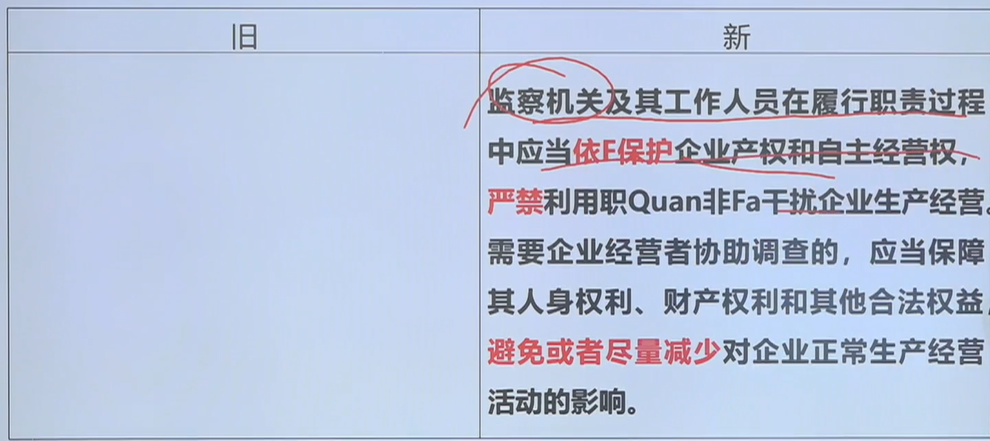 旧
新
监察机关及其工作人员在履行职责过程
中应当依F保护企业产权和自主经营权，
严禁利用职Quan非Fa干扰企业生产经营。
需要企业经营者协助调查的，应当保障
其人身权利、财产权利和其他合法权益，
避免或者尽量减少对企业正常生产经营
活动的影响。